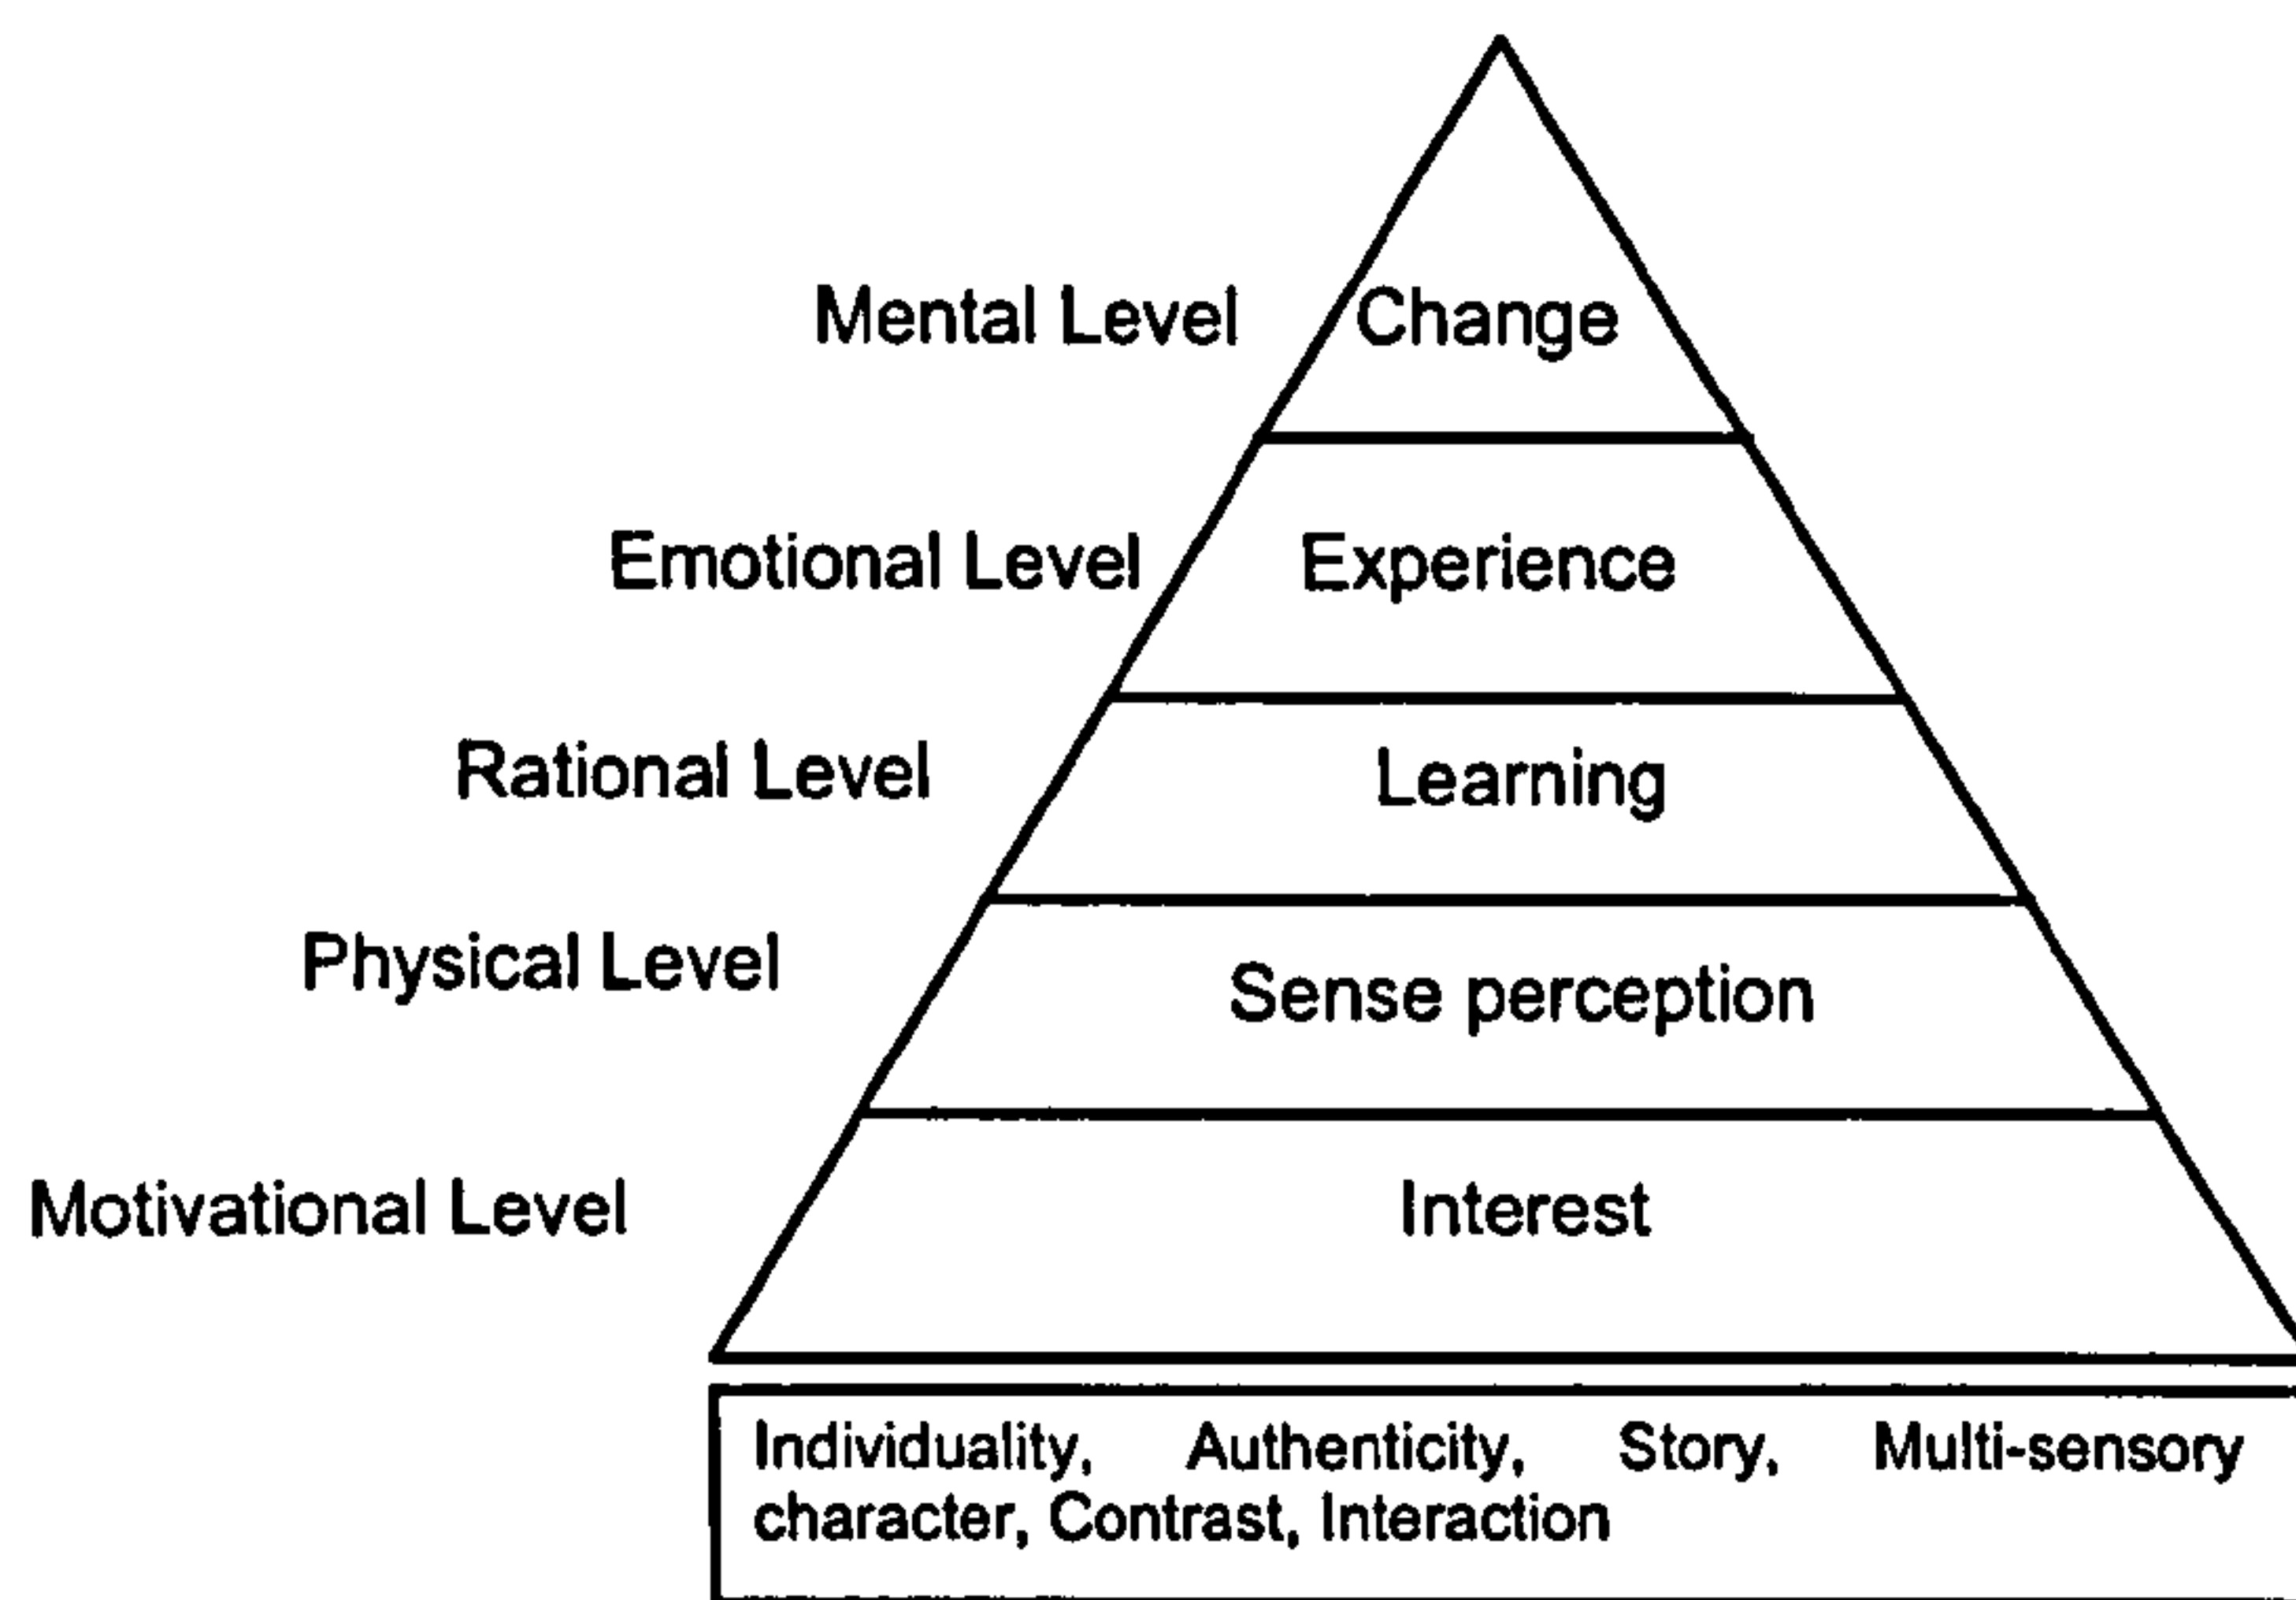 Mental Level Change
Emotional Level Experience
Rational Level Learning
Physical Level Sense perception
Motivational Level Interest
Individuality, Authenticity, Story, Multi-sensory
character, Contrast, Interaction